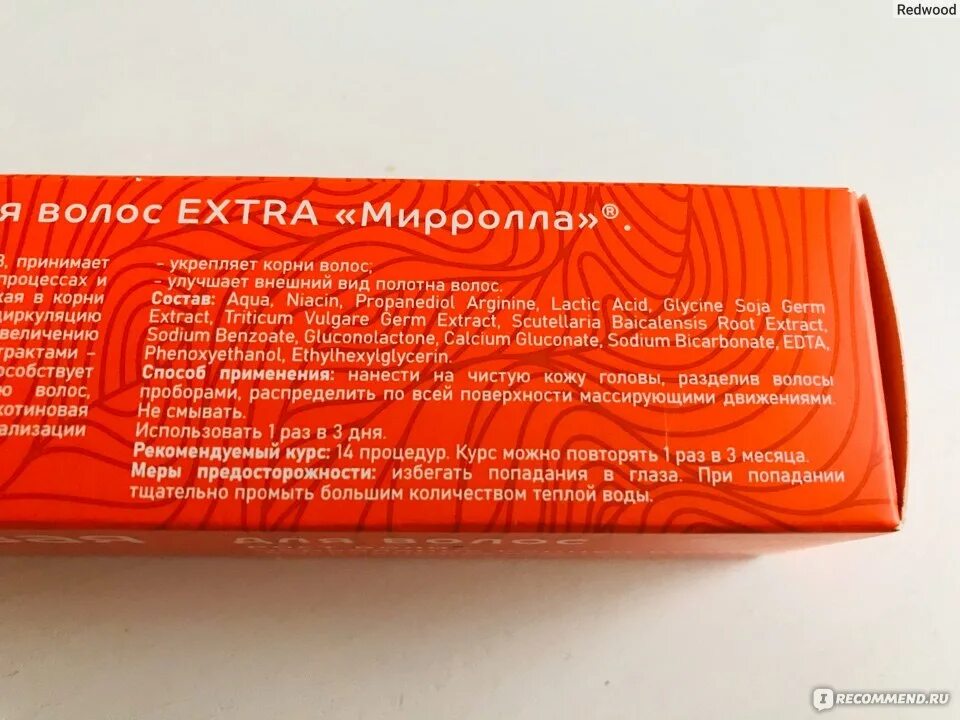 Redwood
я волос EXTRA «Мирролла»®.
, принимает
процессах и
кая в корни
циркуляцию
увеличению
трактами –
особствует
ю волос,
котиновая
ализации
– укрепляет корни волос;
– улучшает внешний вид полотна волос.
Состав: Aqua, Niacin, Propanediol Arginine, Lactic Acid, Glycine Soja Germ
Extract, Triticum Vulgare Germ Extract, Scutellaria Baicalensis Root Extract,
Sodium Benzoate, Gluconolactone, Calcium Gluconate, Sodium Bicarbonate, EDTA,
Phenoxyethanol, Ethylhexylglycerin.
Способ применения: нанести на чистую кожу головы, разделив волосы
проборами, распределить по всей поверхности массирующими движениями.
Не смывать.
Использовать 1 раз в 3 дня.
Рекомендуемый курс: 14 процедур. Курс можно повторять 1 раз в 3 месяца.
Меры предосторожности: избегать попадания в глаза. При попадании
тщательно промыть большим количеством теплой воды.
для волос
IRECOMMEND.RU